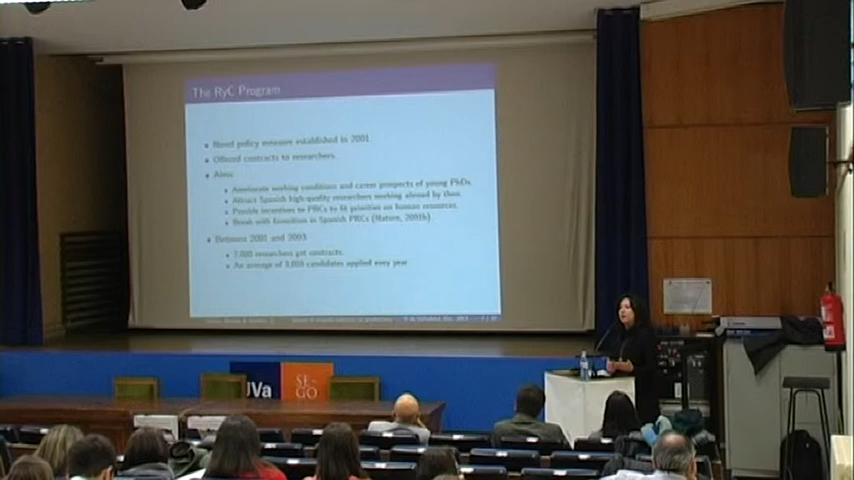 The RyC Program
Novel policy measure established in 2001.
Offered contracts to researchers.
Aims:
Ameliorate working conditions and career prospects of young PhDs.
Attract Spanish high-quality researchers working abroad by then.
Provide incentives to PRCs to fit priorities on human resources.
Break with in Spanish PRCs (Nature, 2001b).
Between 2001 and 2003
2,000 researchers got contracts.
An average of candidates applied every year
UVa
SE-
GO